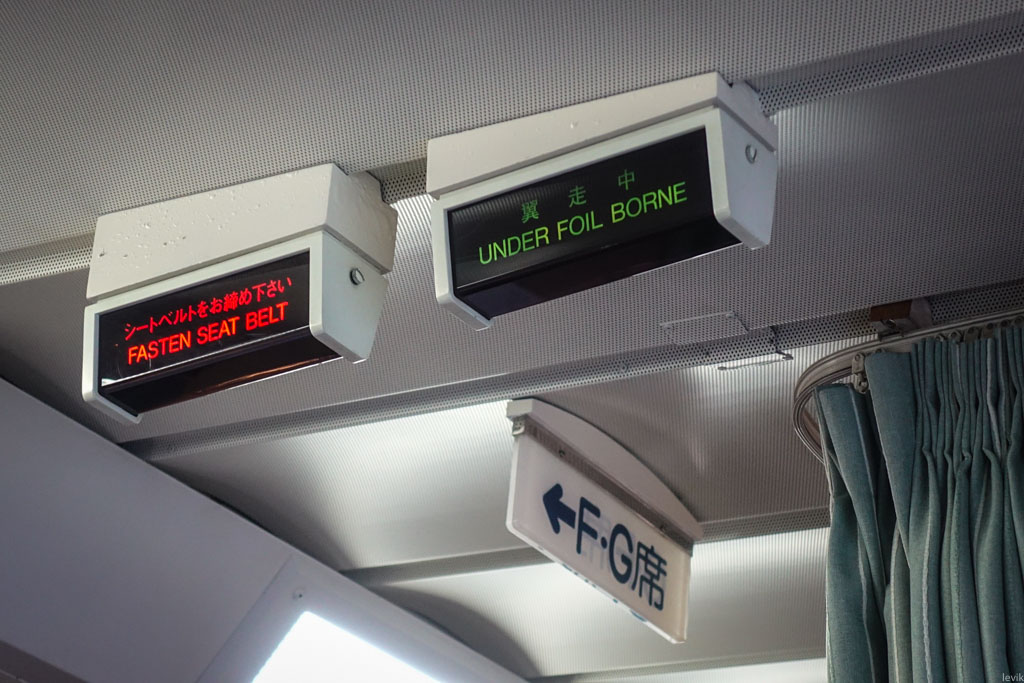 シートベルトをお締め下さい
FASTEN SEAT BELT
翼走中
UNDER FOIL BORNE
←F·G席
levik